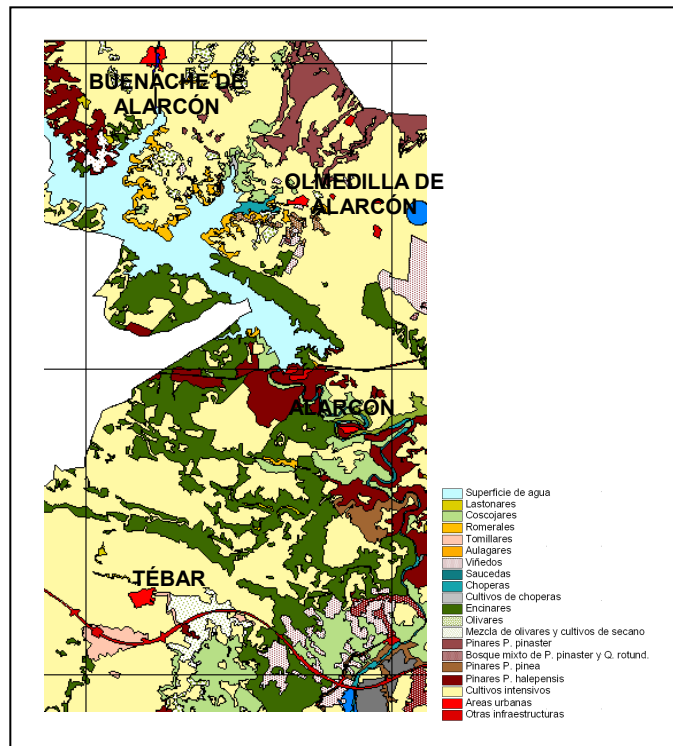 BUENACHE DE
ALARCÓN
OLMEDILLA DE
ALARCÓN
ALARCÓN
TÉBAR
Superficie de agua
Lastonares
Coscojares
Romerales
Tomillares
Aulagares
Viñedos
Saucedas
Choperas
Cultivos de choperas
Encinares
Olivares
Mezcla de olivares y cultivos de secano
Pinares P. pinaster
Bosque mixto de P. pinaster y Q. rotund.
Pinares P. pinea
Pinares P. halepensis
Cultivos intensivos
Areas urbanas
Otras infraestructuras